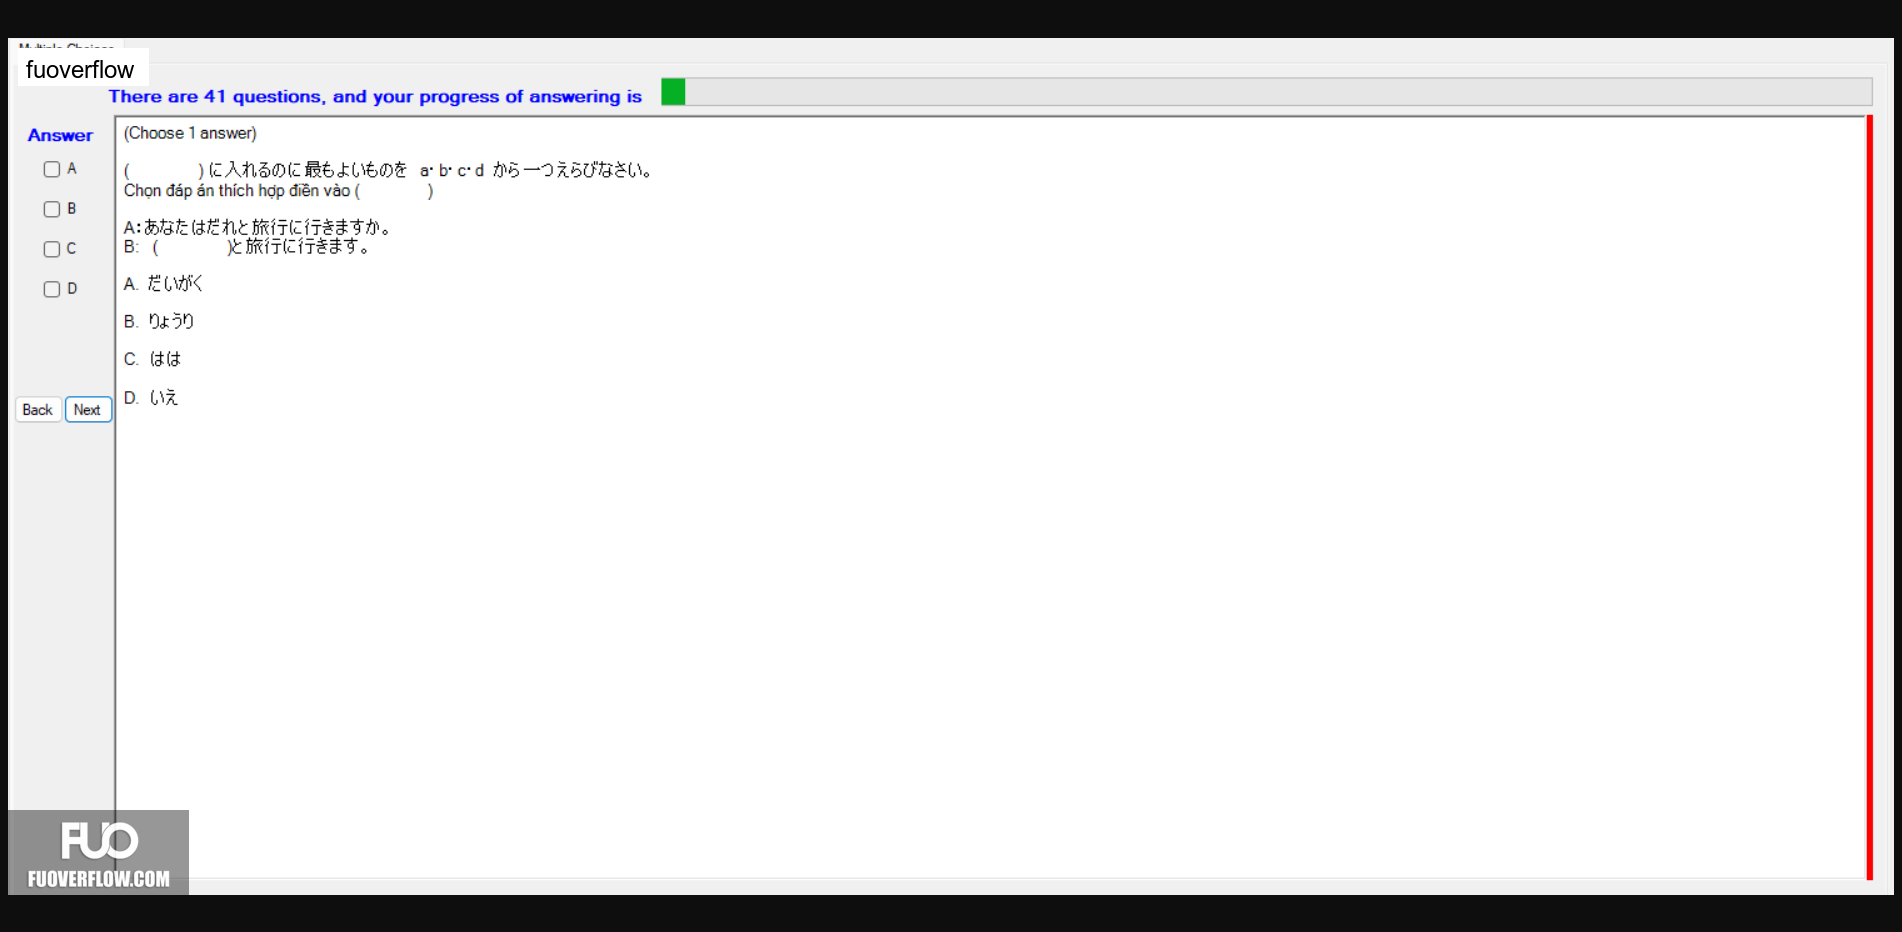 fuoverflow
There are 41 questions, and your progress of answering is
Answer
A
B
C
D
Back Next
(Choose 1 answer)
(            ) に入れるのに最もよいものを a・b・c・d から一つえらびなさい。
Chọn đáp án thích hợp điền vào (            )
A:あなたはだれと旅行に行きますか。
B: (            )と旅行に行きます。
A. だいがく
B. りょうり
C. はは
D. いえ
FUO
FUOVERFLOW.COM